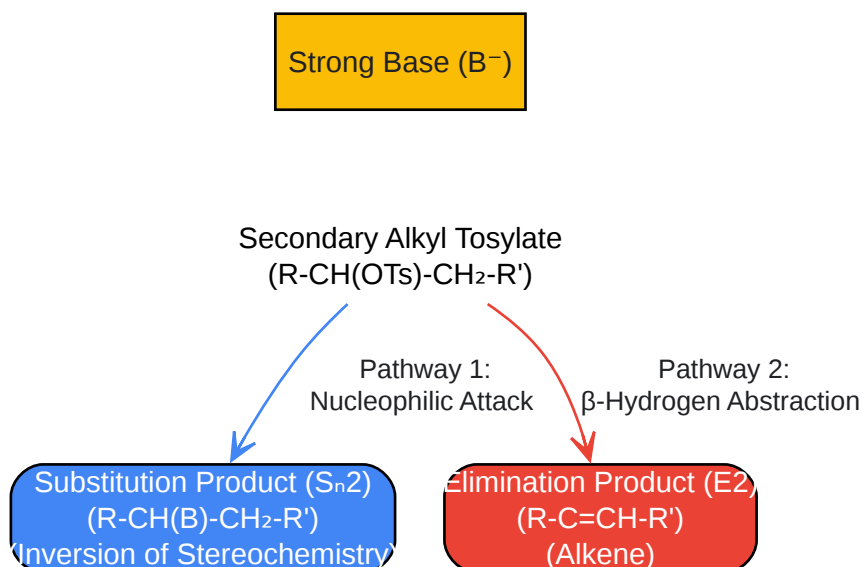 Strong Base (B⁻)
Secondary Alkyl Tosylate
(R-CH(OTs)-CH₂-R')
Pathway 1:
Nucleophilic Attack
Pathway 2:
β-Hydrogen Abstraction
Substitution Product (Sₙ2)
(R-CH(B)-CH₂-R')
(Inversion of Stereochemistry)
Elimination Product (E2)
(R-C=CH-R')
(Alkene)